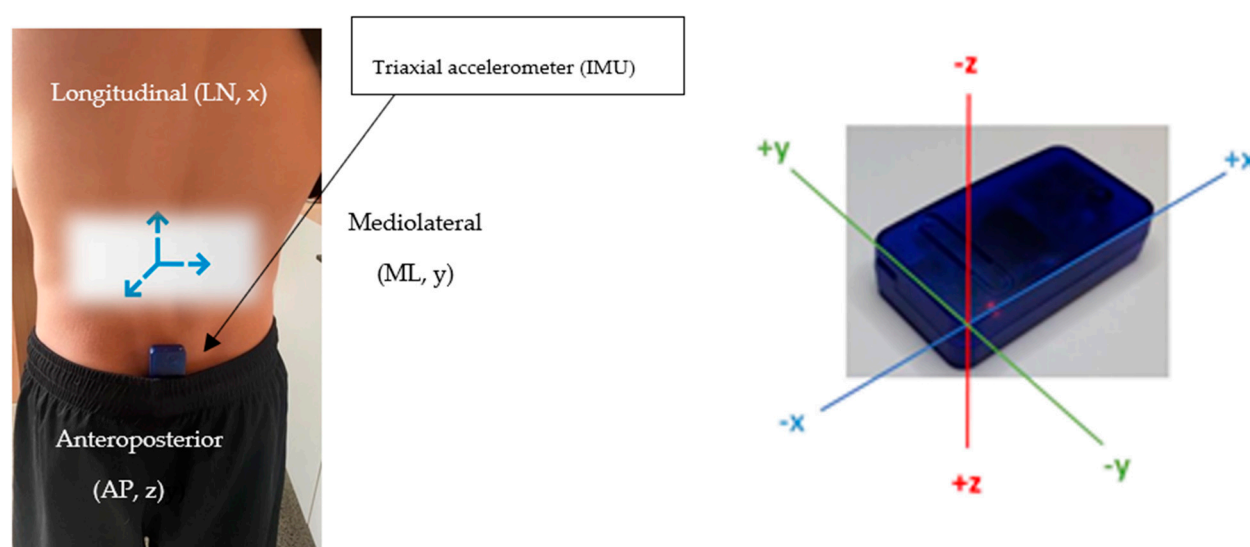 Triaxial accelerometer (IMU)
Longitudinal (LN, x)
Mediolateral
(ML, y)
Anteroposterior
(AP, z)
-z
+y
+x
-x
-y
+z